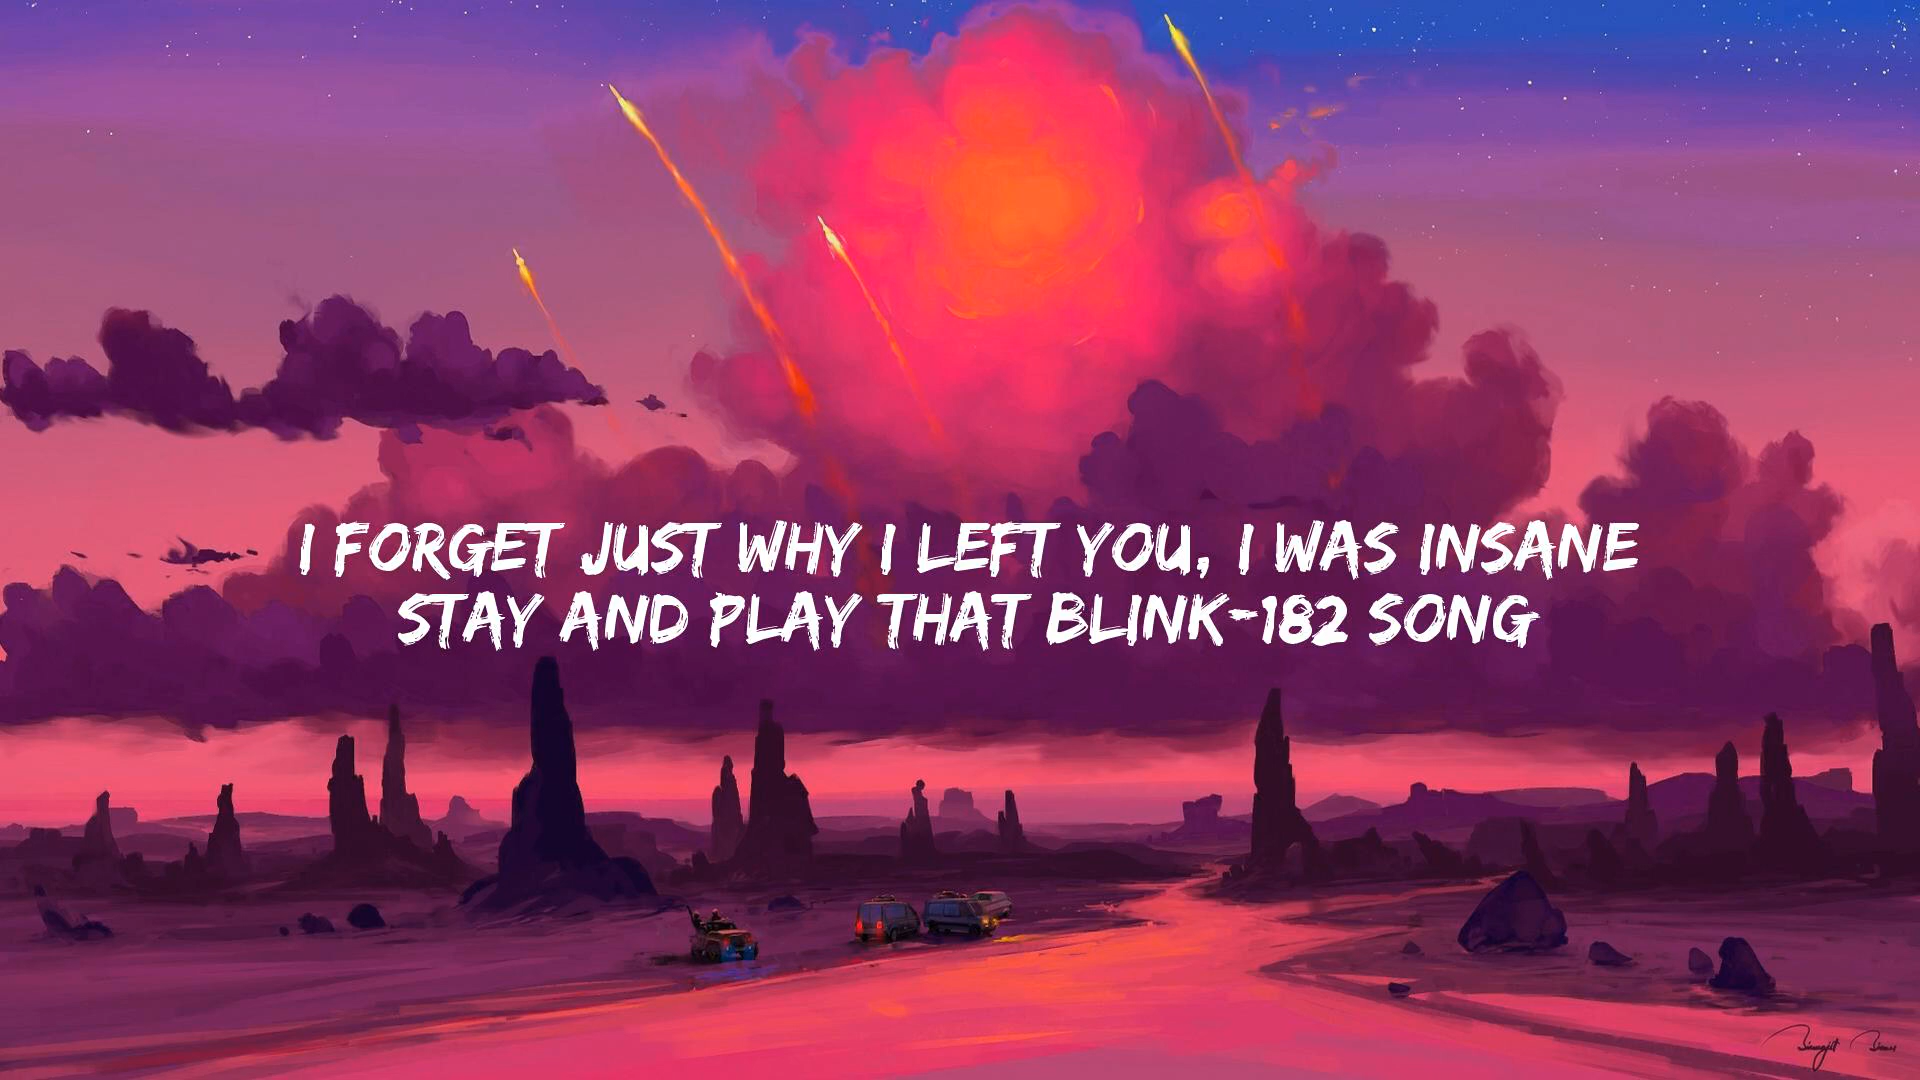 I FORGET JUST WHY I LEFT YOU, I WAS INSANE
STAY AND PLAY THAT BLINK-182 SONG